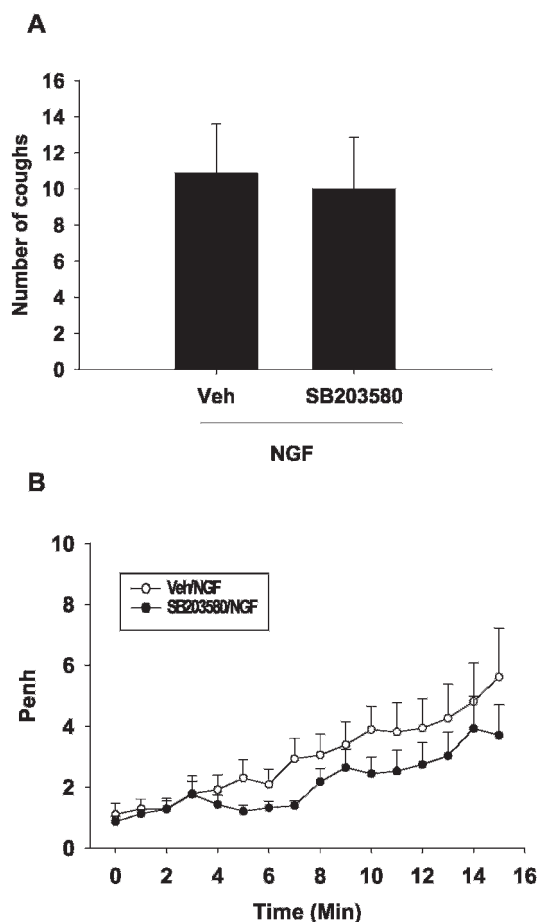 A
16
14
12
10
8
6
4
2
0
Number of coughs
Veh SB203580
NGF
B
10
8
6
4
2
0
Penh
Veh/NGF
SB203580/NGF
0 2 4 6 8 10 12 14 16
Time (Min)